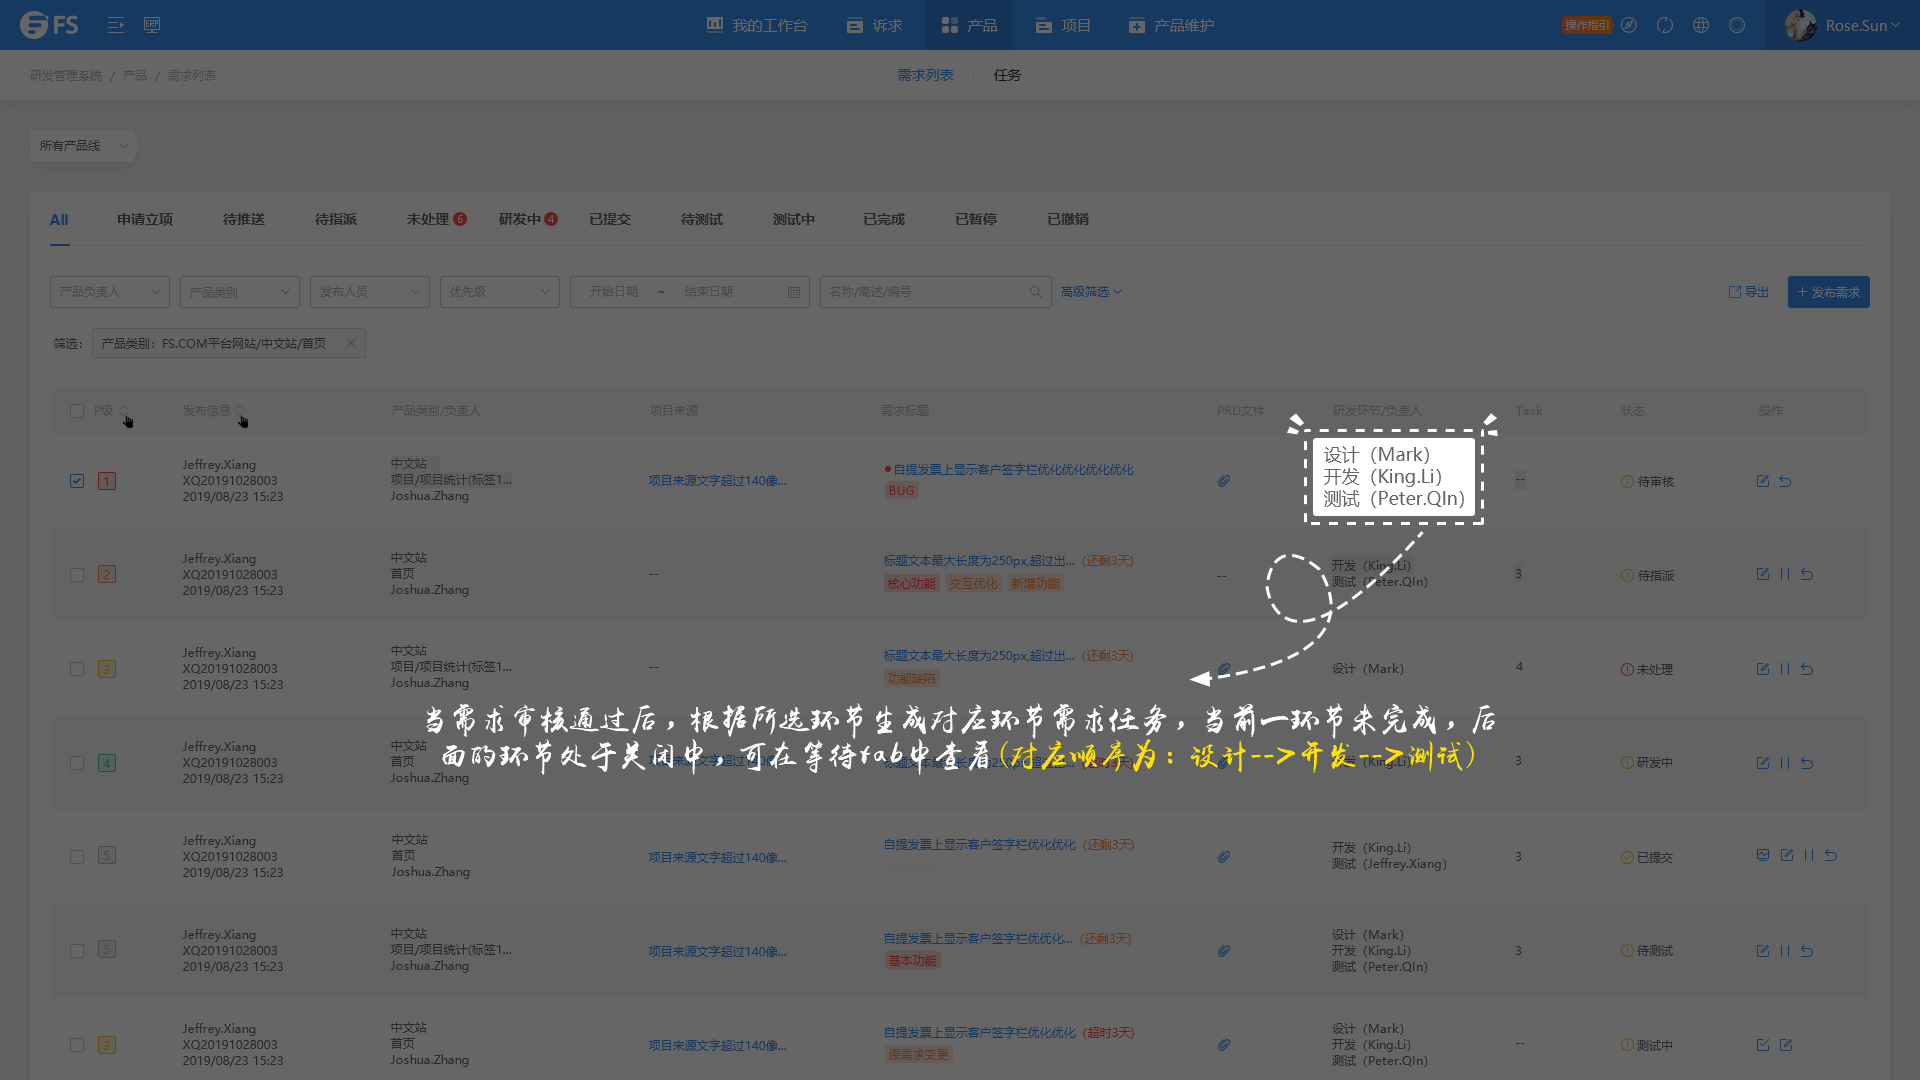 FS
ERP
我的工作台
诉求
产品
项目
产品维护
操作指引
Rose.Sun
研发管理系统 / 产品 / 需求列表
需求列表
任务
所有产品线
All 申请立项 待推送 待指派 未处理 6 研发中 4 已提交 待测试 测试中 已完成 已暂停 已撤销
产品负责人 产品类别 发布人员 优先级 开始日期 ~ 结束日期 名称/简述/编号 高级筛选 导出 + 发布需求
筛选: 产品类别: FS.COM平台网站/中文站/首页
P级 发布信息 产品类别/负责人 项目来源 需求标题 PRD文件 研发环节/负责人 Task 状态 操作
1
Jeffrey.Xiang
XQ20191028003
2019/08/23 15:23
中文站
项目/项目统计(标签1...
Joshua.Zhang
项目来源文字超过140像...
自提发票上显示客户签字栏优化优化优化优化
BUG
设计（Mark）
开发（King.Li）
测试（Peter.QIn）
--
待审核
2
Jeffrey.Xiang
XQ20191028003
2019/08/23 15:23
中文站
首页
Joshua.Zhang
--
标题文本最大长度为250px,超过出... (还剩3天)
核心功能 交互优化 新增功能
--
开发（King.Li）
测试（Peter.QIn）
3
待指派
3
Jeffrey.Xiang
XQ20191028003
2019/08/23 15:23
中文站
项目/项目统计(标签1...
Joshua.Zhang
--
标题文本最大长度为250px,超过出... (还剩3天)
功能缺陷
设计（Mark）
4
未处理
当需求审核通过后，根据所选环节生成对应环节需求任务，当前一环节未完成，后
面的环节处于关闭中，可在等待tab中查看(对应顺序为：设计-->开发-->测试)
4
Jeffrey.Xiang
XQ20191028003
2019/08/23 15:23
中文站
首页
Joshua.Zhang
3
研发中
5
Jeffrey.Xiang
XQ20191028003
2019/08/23 15:23
中文站
首页
Joshua.Zhang
项目来源文字超过140像...
自提发票上显示客户签字栏优化优化 (还剩3天)
开发（King.Li）
测试（Jeffrey.Xiang）
3
已提交
5
Jeffrey.Xiang
XQ20191028003
2019/08/23 15:23
中文站
项目/项目统计(标签1...
Joshua.Zhang
项目来源文字超过140像...
自提发票上显示客户签字栏优优化... (还剩3天)
基本功能
设计（Mark）
开发（King.Li）
测试（Peter.QIn）
3
待测试
3
Jeffrey.Xiang
XQ20191028003
2019/08/23 15:23
中文站
首页
Joshua.Zhang
项目来源文字超过140像...
自提发票上显示客户签字栏优化优化 (超时3天)
原需求变更
设计（Mark）
开发（King.Li）
测试（Peter.QIn）
--
测试中